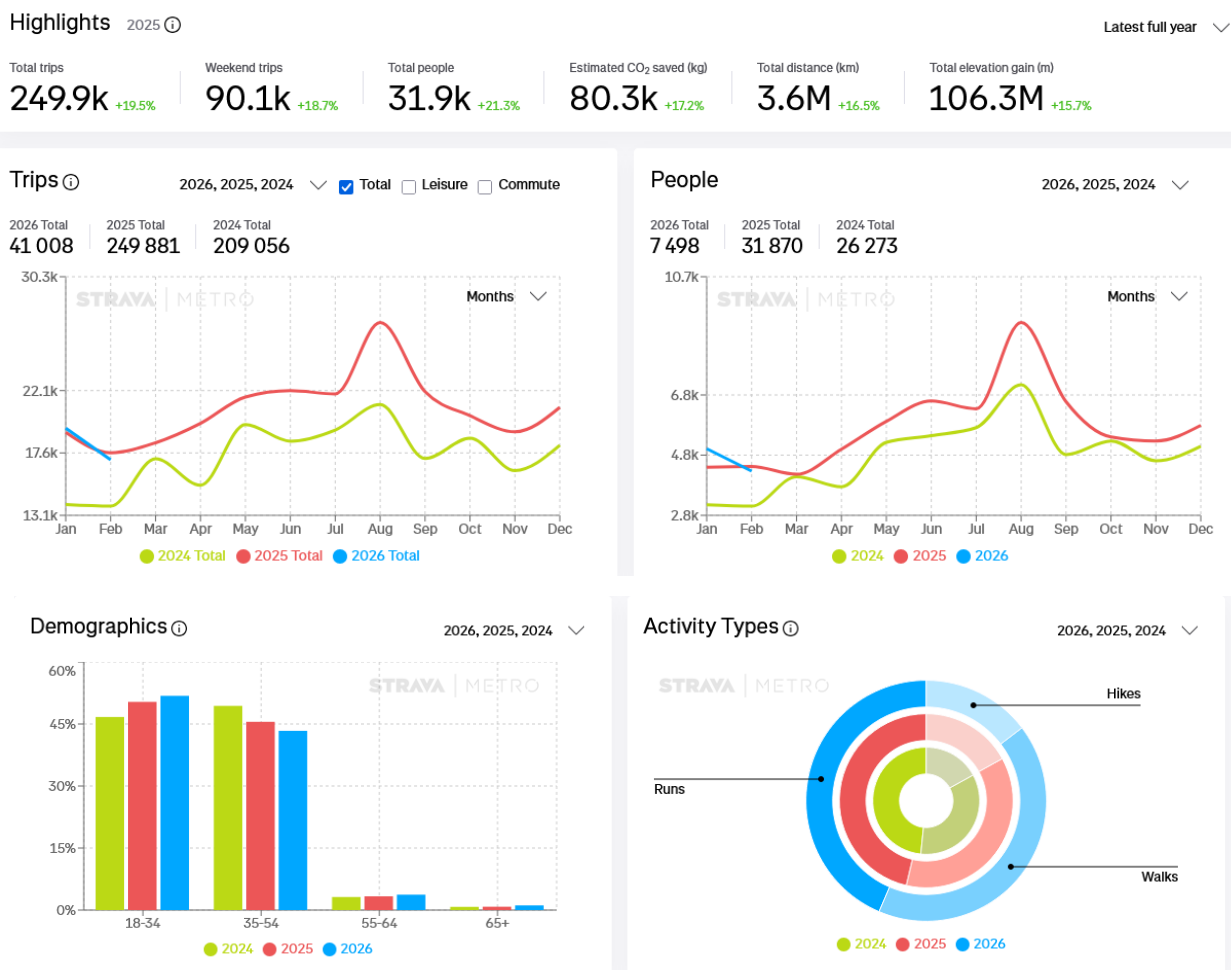 Highlights 2025
Latest full year
Total trips
249.9k +19.5%
Weekend trips
90.1k +18.7%
Total people
31.9k +21.3%
Estimated CO₂ saved (kg)
80.3k +17.2%
Total distance (km)
3.6M +16.5%
Total elevation gain (m)
106.3M +15.7%
Trips
2026, 2025, 2024
Total Leisure Commute
2026 Total
41 008
2025 Total
249 881
2024 Total
209 056
STRAVA METRO
Months
30.3k
22.1k
17.6k
13.1k
Jan Feb Mar Apr May Jun Jul Aug Sep Oct Nov Dec
2024 Total 2025 Total 2026 Total
People
2026, 2025, 2024
2026 Total
7 498
2025 Total
31 870
2024 Total
26 273
STRAVA METRO
Months
10.7k
6.8k
4.8k
2.8k
Jan Feb Mar Apr May Jun Jul Aug Sep Oct Nov Dec
2024 2025 2026
Demographics
2026, 2025, 2024
STRAVA METRO
60%
45%
30%
15%
0%
18-34 35-54 55-64 65+
2024 2025 2026
Activity Types
2026, 2025, 2024
STRAVA METRO
Hikes
Runs
Walks
2024 2025 2026